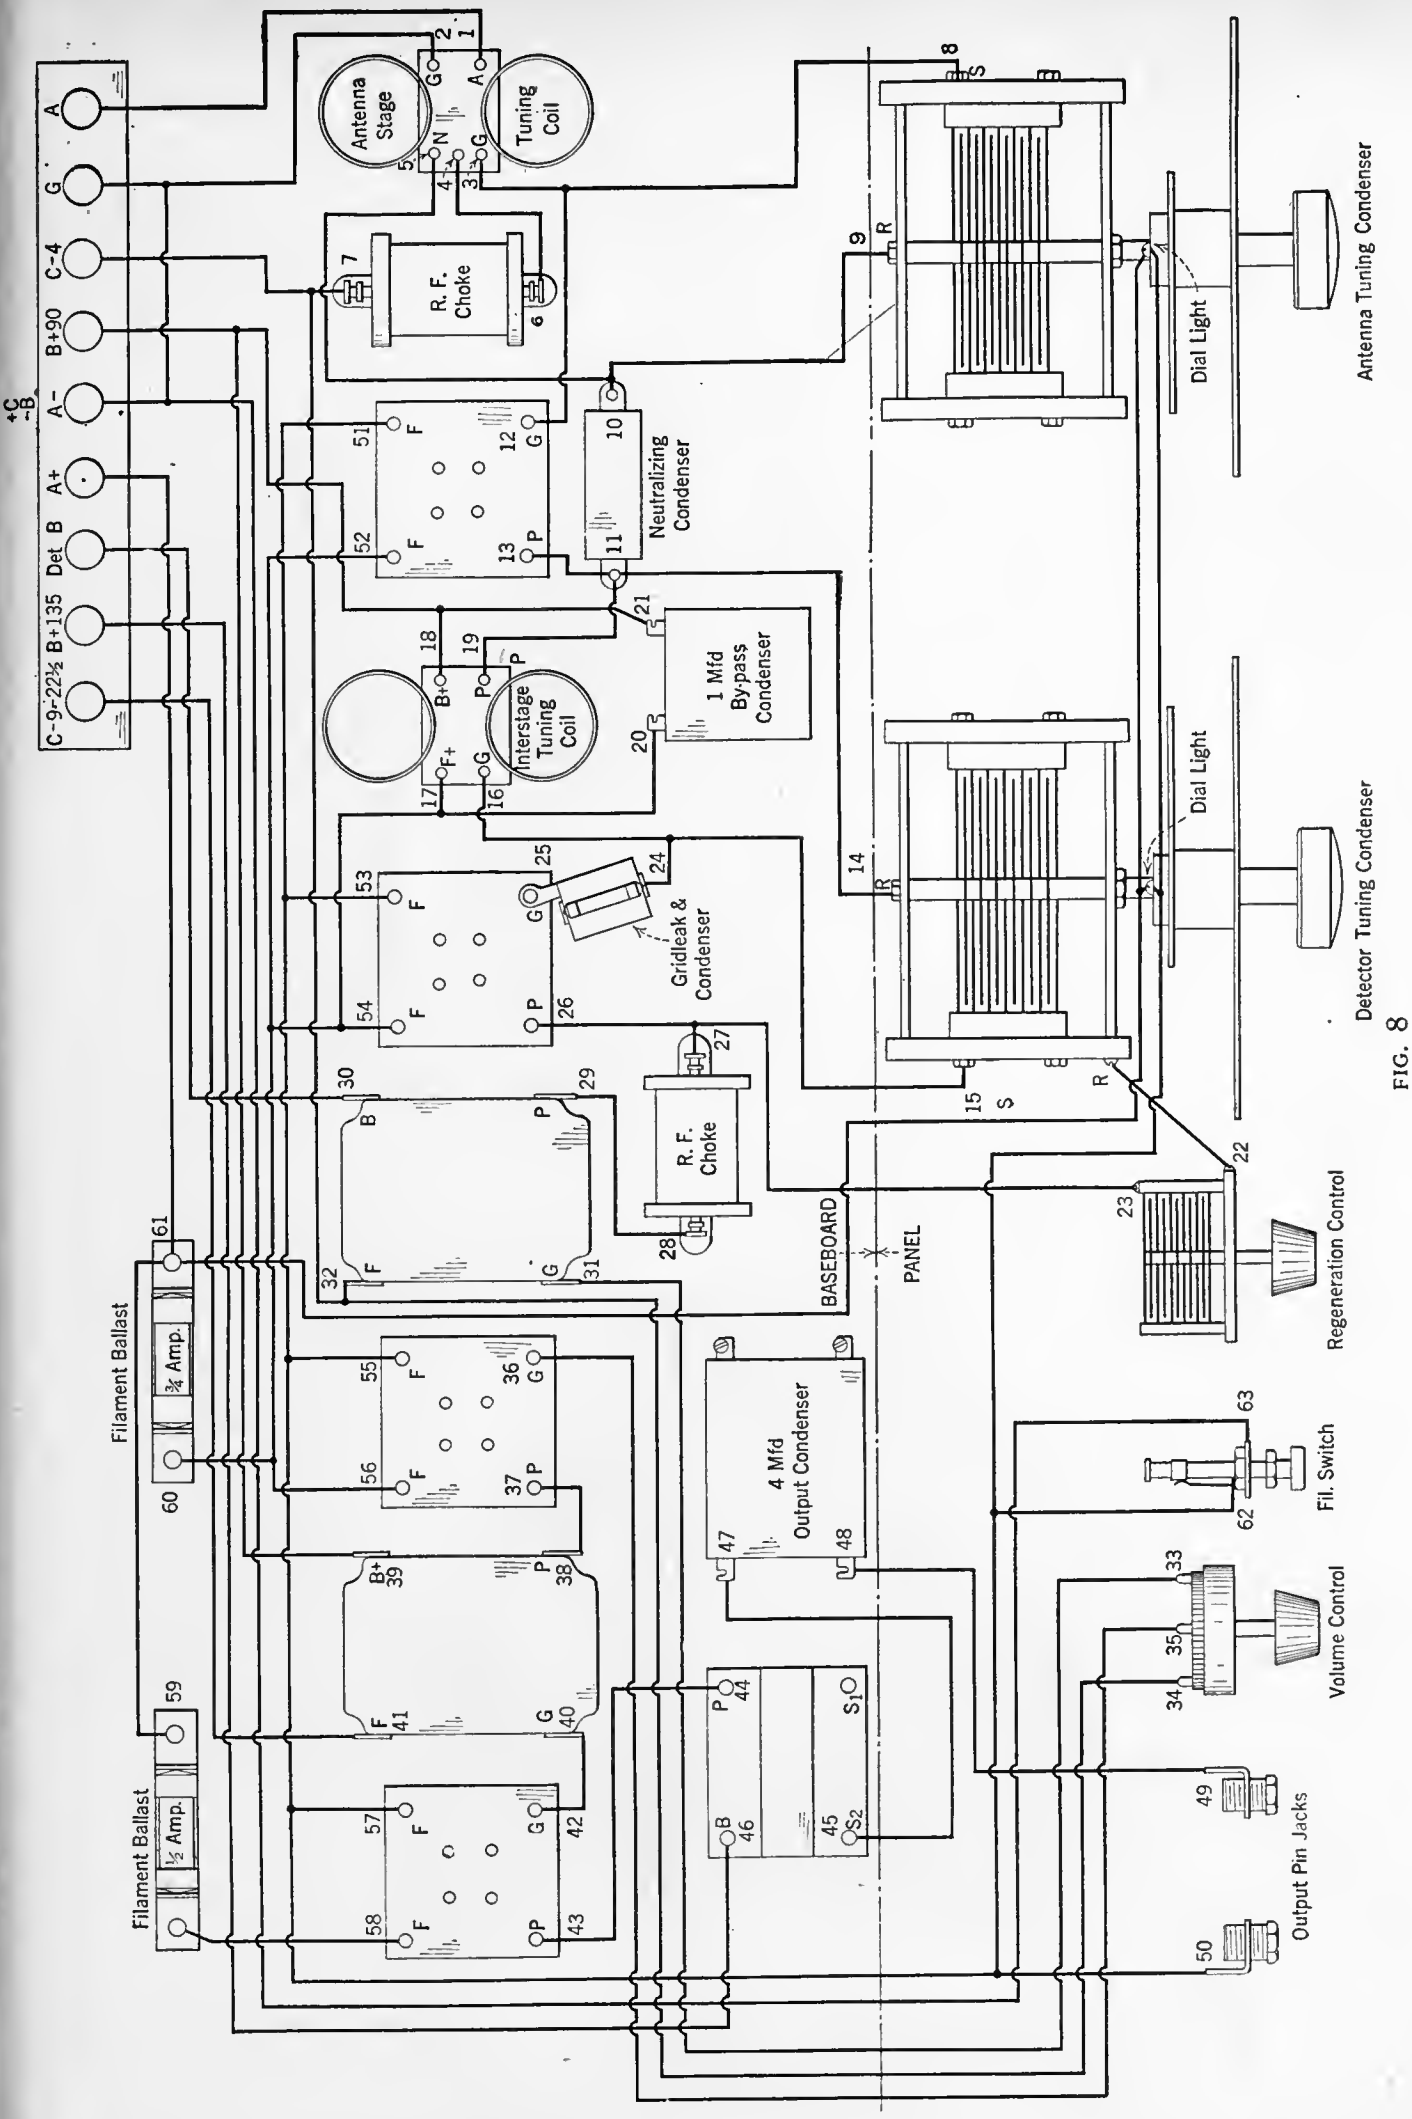 C-9-22½
B+135
Det B
A+
A-
+C
-B
B+90
C-4
G
A
Filament Ballast
½ Amp.
59
Filament Ballast
¾ Amp.
60
61
58
F
57
F
43
P
42
G
41
F
40
G
B+
39
P
38
56
F
55
F
37
P
36
G
32
F
31
G
30
B
29
P
54
F
53
F
26
P
G
25
24
Gridleak &
Condenser
28
R. F.
Choke
27
17
F+
18
B+
16
G
19
P
P
Interstage
Tuning
Coil
20
21
1 Mfd
By-pass
Condenser
52
F
51
F
13
P
12
G
11
10
Neutralizing
Condenser
7
R. F.
Choke
6
Antenna
Stage
Tuning
Coil
5
N
4
3
G
G
2
A
1
B
46
P
44
45
S2
S1
47
4 Mfd
Output Condenser
48
BASEBOARD
PANEL
15
S
14
R
R
Dial Light
9
R
8
S
Dial Light
50
49
Output Pin Jacks
34
35
33
Volume Control
62
63
Fil. Switch
23
22
Regeneration Control
Detector Tuning Condenser
Antenna Tuning Condenser
FIG. 8